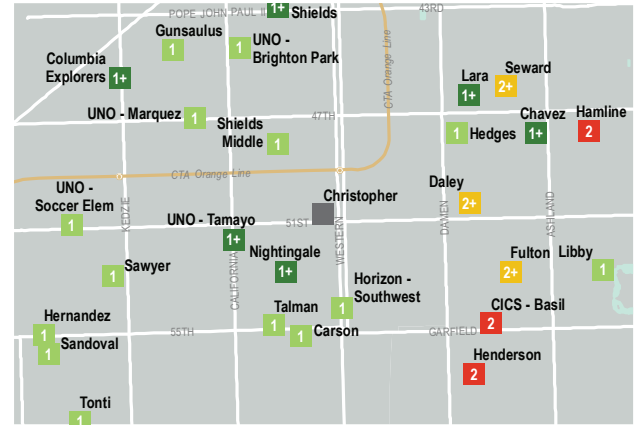 POPE JOHN PAUL II
43RD
1+
Shields
Gunsaulus
1
1
UNO -
Brighton Park
CTA Orange Line
Columbia
Explorers
1+
Lara
1+
Seward
2+
UNO - Marquez
1
47TH
Shields
Middle
1
1
Hedges
Chavez
1+
Hamline
2
CTA Orange Line
UNO -
Soccer Elem
1
KEDZIE
UNO - Tamayo
1+
51ST
Christopher
WESTERN
Daley
2+
DAMEN
ASHLAND
Sawyer
1
CALIFORNIA
Nightingale
1+
Horizon -
Southwest
1
Fulton
2+
Libby
1
Hernandez
1
Sandoval
1
55TH
Talman
1
1
Carson
GARFIELD
CICS - Basil
2
Henderson
2
Tonti
1